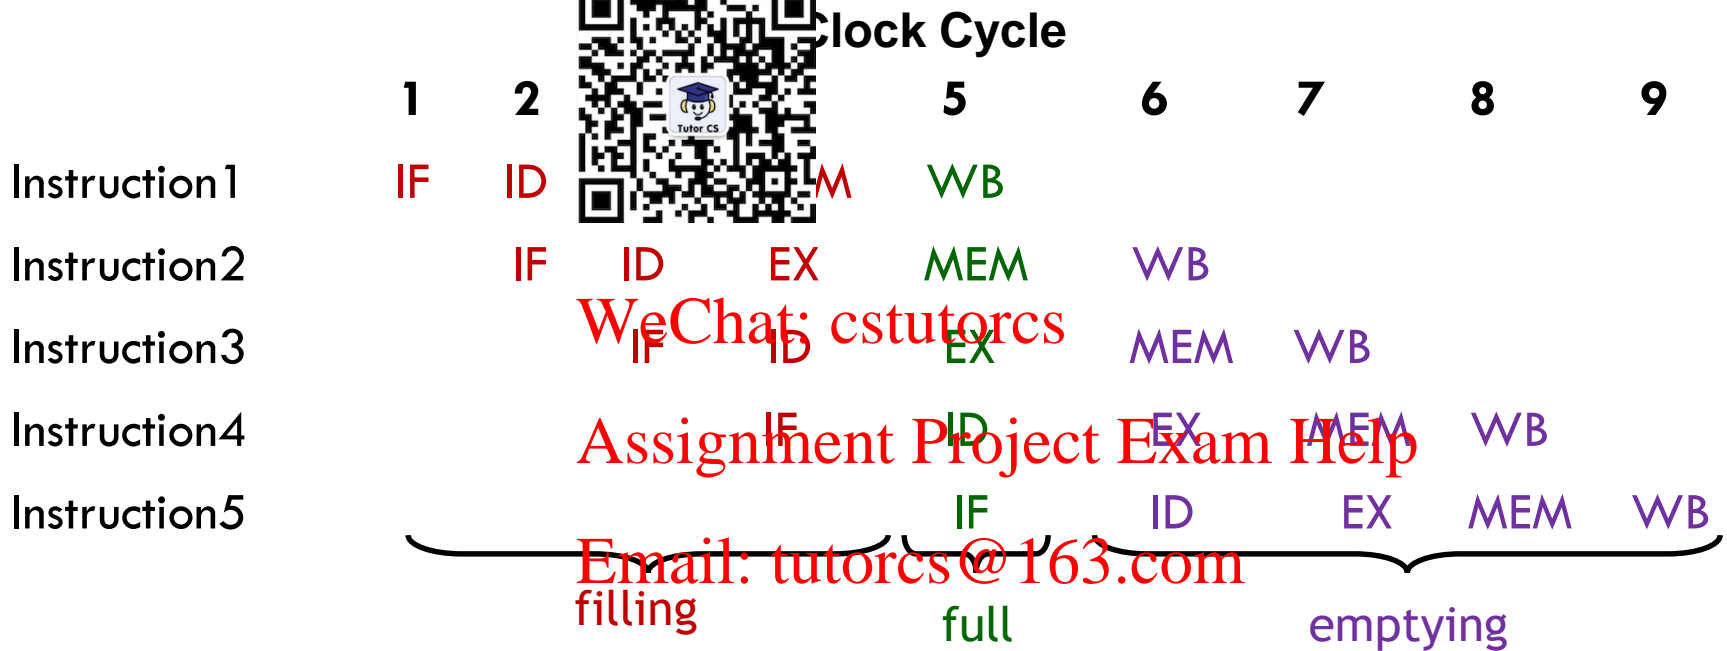 Clock Cycle
1 2 5 6 7 8 9
Tutor CS
Instruction1 IF ID M WB
Instruction2 IF ID EX MEM WB
WeChat: cstutorcs
Instruction3 IF ID EX MEM WB
Instruction4 IF ID EX MEM WB
Assignment Project Exam Help
Instruction5 IF ID EX MEM WB
Email: tutorcs@163.com
filling full emptying